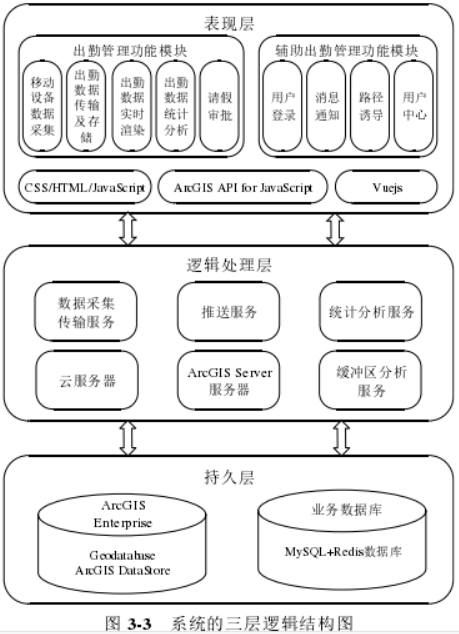 表现层
出勤管理功能模块
辅助出勤管理功能模块
移动
设备
数据
采集
出勤
数据
传输
及存
储
出勤
数据
实时
渲染
出勤
数据
统计
分析
请假
审批
用户
登录
消息
通知
路径
诱导
用户
中心
CSS/HTML/JavaScript
ArcGIS API for JavaScript
Vuejs
逻辑处理层
数据采集
传输服务
推送服务
统计分析服务
云服务器
ArcGIS Server
服务器
缓冲区分析
服务
持久层
ArcGIS
Enterprise
Geodatabase
ArcGIS DataStore
业务数据库
MySQL+Redis数据库
图 3-3 系统的三层逻辑结构图